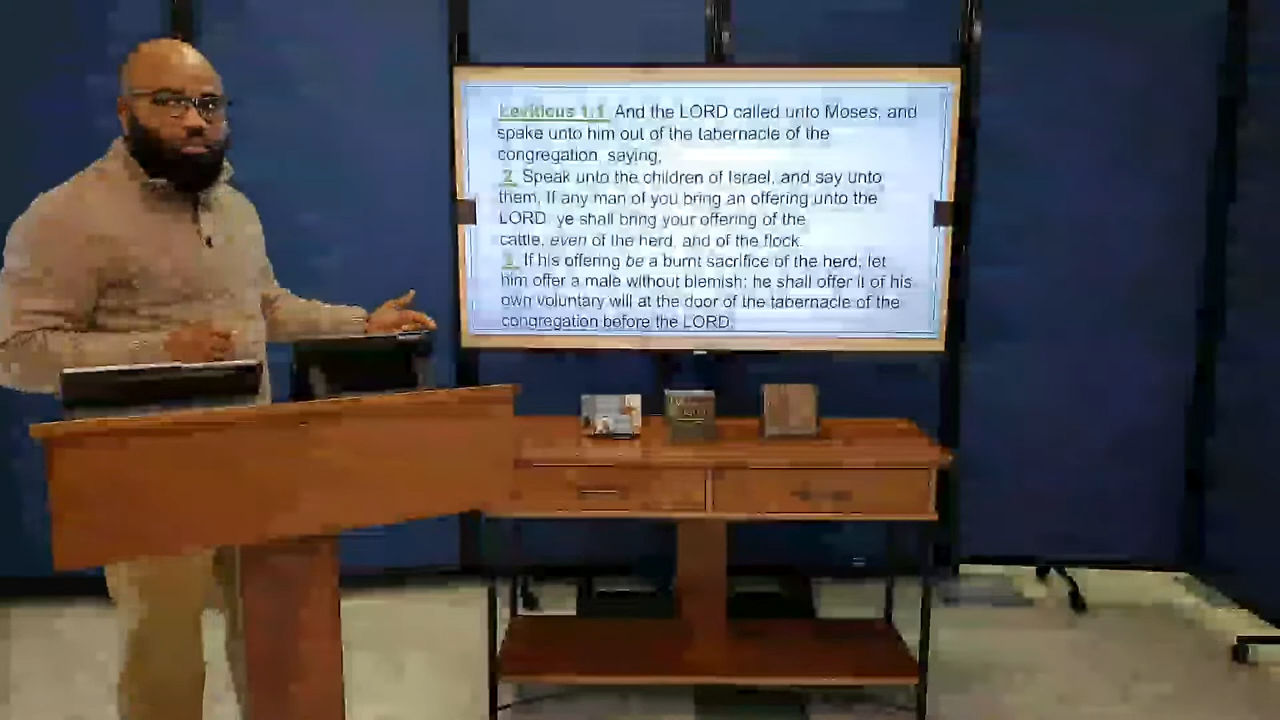 Leviticus 1:1 And the LORD called unto Moses, and
spake unto him out of the tabernacle of the
congregation saying,
2 Speak unto the children of Israel, and say unto
them, If any man of you bring an offering unto the
LORD ye shall bring your offering of the
cattle, even of the herd, and of the flock.
3 If his offering be a burnt sacrifice of the herd, let
him offer a male without blemish: he shall offer it of his
own voluntary will at the door of the tabernacle of the
congregation before the LORD.